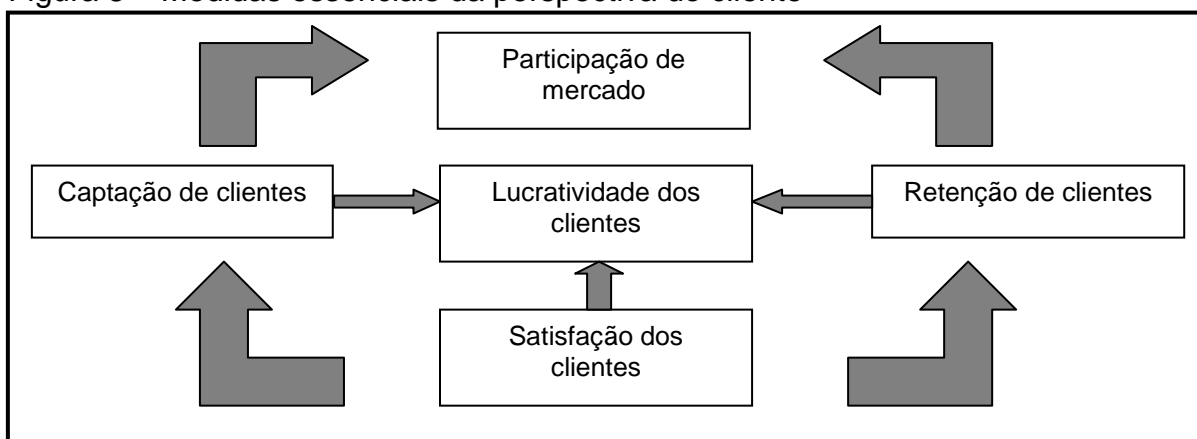 Figura – Medidas essenciais da perspectiva do cliente
Participação de
mercado
Captação de clientes
Lucratividade dos
clientes
Retenção de clientes
Satisfação dos
clientes